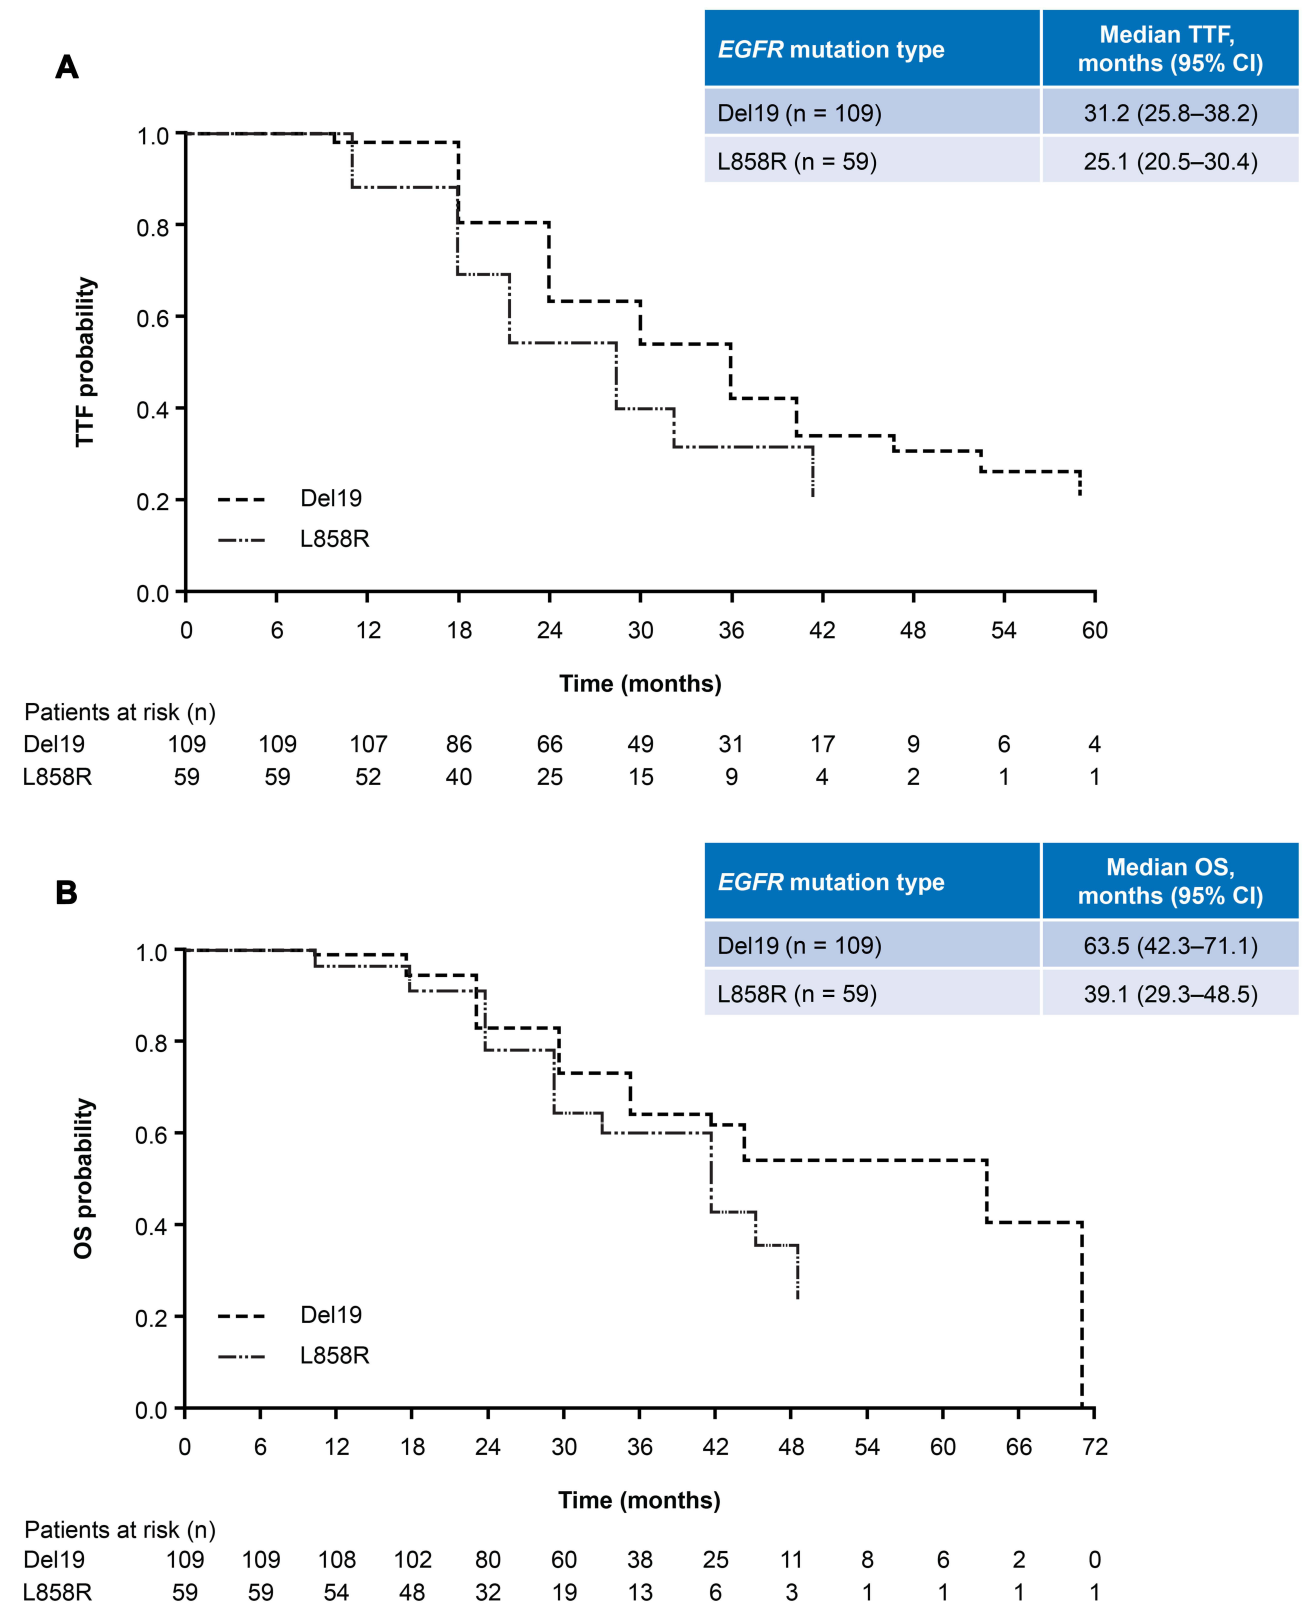 A
EGFR mutation type
Median TTF,
months (95% CI)
Del19 (n = 109)
31.2 (25.8–38.2)
L858R (n = 59)
25.1 (20.5–30.4)
TTF probability
1.0
0.8
0.6
0.4
0.2
0.0
Del19
L858R
0 6 12 18 24 30 36 42 48 54 60
Time (months)
Patients at risk (n)
Del19 109 109 107 86 66 49 31 17 9 6 4
L858R 59 59 52 40 25 15 9 4 2 1 1
B
EGFR mutation type
Median OS,
months (95% CI)
Del19 (n = 109)
63.5 (42.3–71.1)
L858R (n = 59)
39.1 (29.3–48.5)
OS probability
1.0
0.8
0.6
0.4
0.2
0.0
Del19
L858R
0 6 12 18 24 30 36 42 48 54 60 66 72
Time (months)
Patients at risk (n)
Del19 109 109 108 102 80 60 38 25 11 8 6 2 0
L858R 59 59 54 48 32 19 13 6 3 1 1 1 1